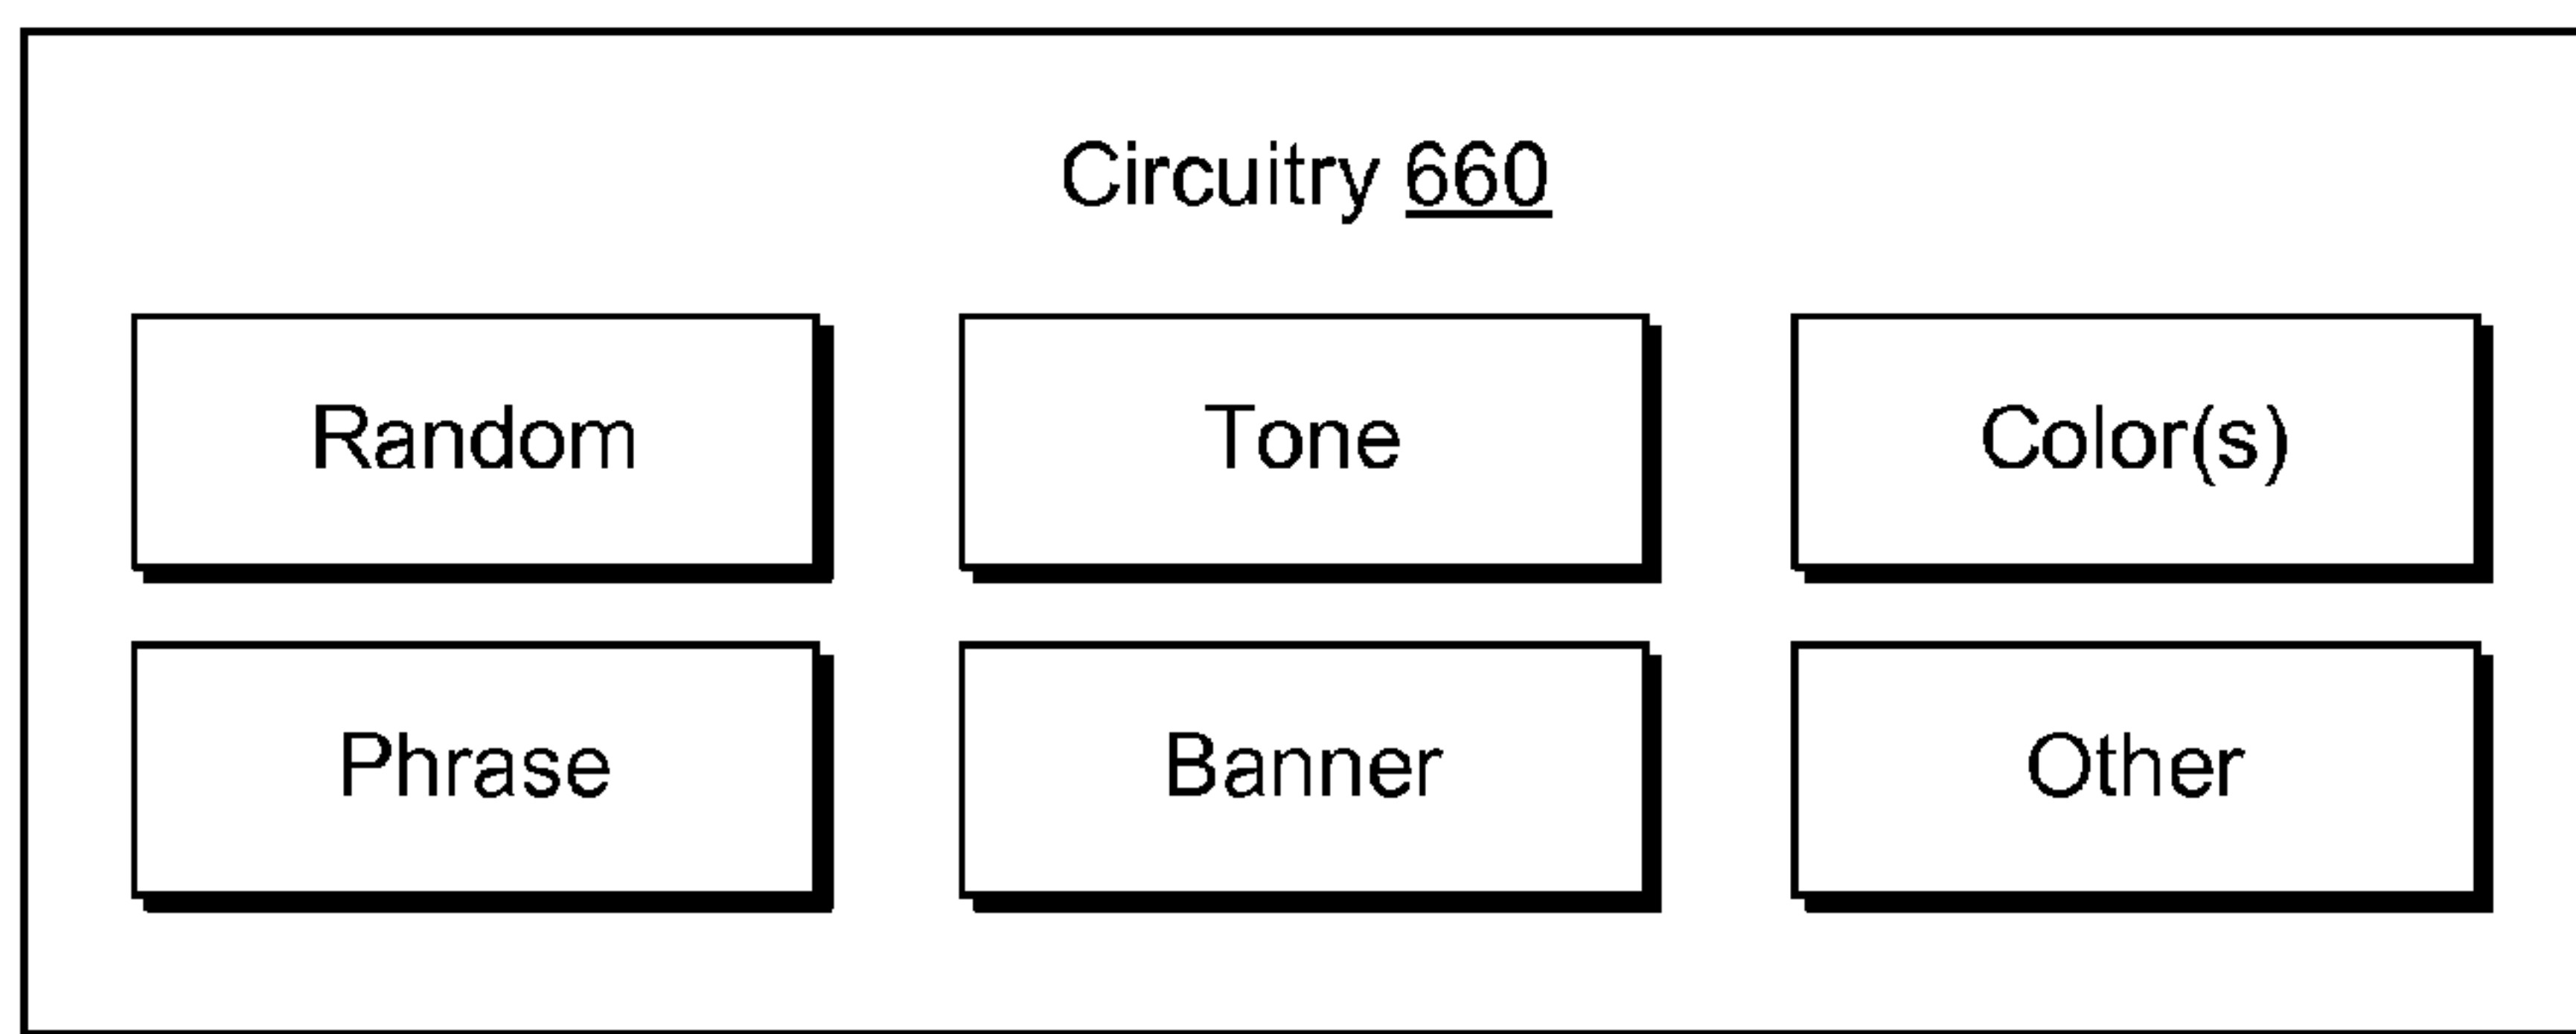 Circuitry 660
Random
Tone
Color(s)
Phrase
Banner
Other